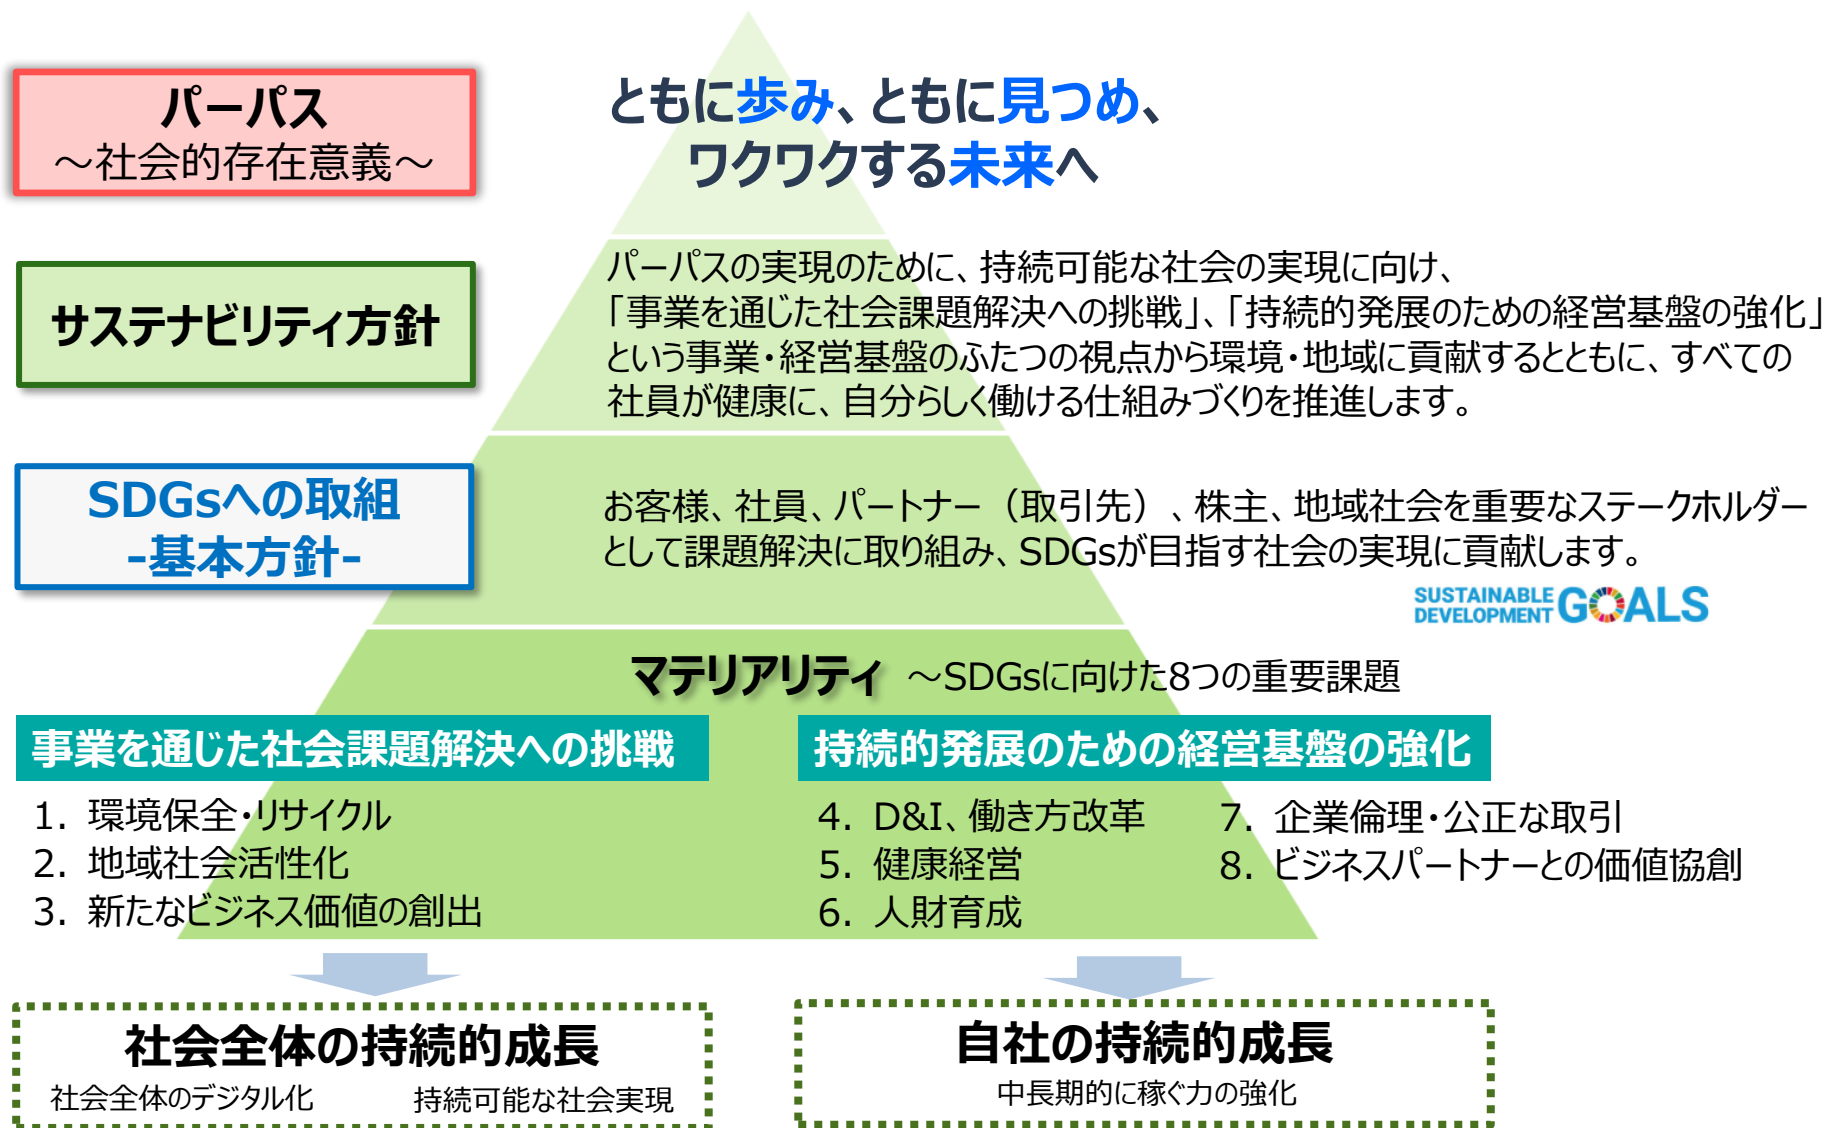 パーパス
～社会的存在意義～
ともに歩み、ともに見つめ、
ワクワクする未来へ
サステナビリティ方針
パーパスの実現のために、持続可能な社会の実現に向け、
「事業を通じた社会課題解決への挑戦」、「持続的発展のための経営基盤の強化」
という事業・経営基盤のふたつの視点から環境・地域に貢献するとともに、すべての
社員が健康に、自分らしく働ける仕組みづくりを推進します。
SDGsへの取組
-基本方針-
お客様、社員、パートナー（取引先）、株主、地域社会を重要なステークホルダー
として課題解決に取り組み、SDGsが目指す社会の実現に貢献します。
SUSTAINABLE
DEVELOPMENT GOALS
マテリアリティ ～SDGsに向けた8つの重要課題
事業を通じた社会課題解決への挑戦
1. 環境保全・リサイクル
2. 地域社会活性化
3. 新たなビジネス価値の創出
持続的発展のための経営基盤の強化
4. D&I、働き方改革
5. 健康経営
6. 人財育成
7. 企業倫理・公正な取引
8. ビジネスパートナーとの価値協創
社会全体の持続的成長
社会全体のデジタル化 持続可能な社会実現
自社の持続的成長
中長期的に稼ぐ力の強化